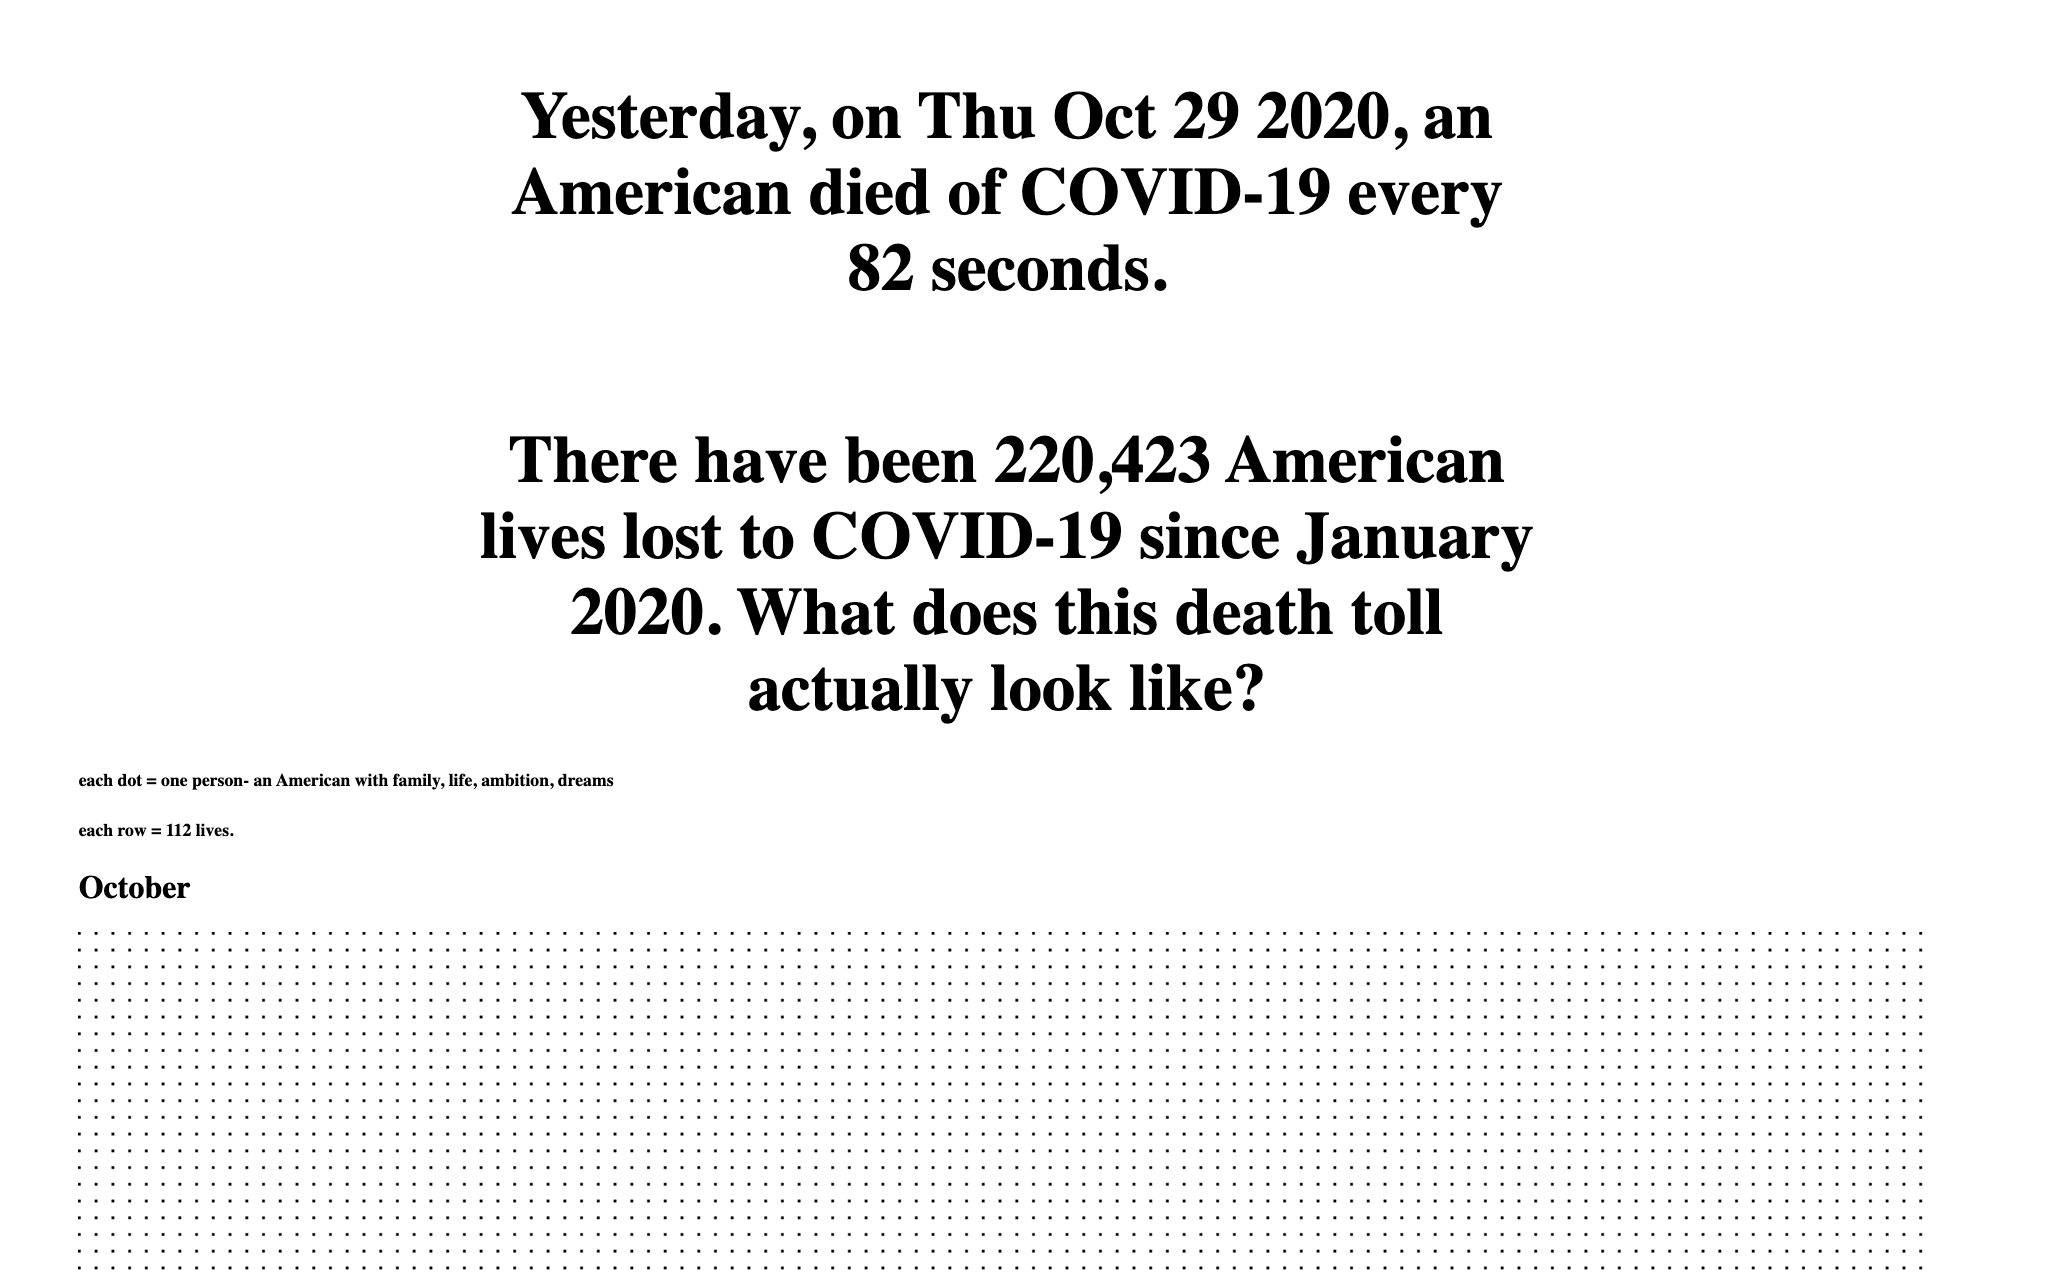 Yesterday, on Thu Oct 29 2020, an
American died of COVID-19 every
82 seconds.
There have been 220,423 American
lives lost to COVID-19 since January
2020. What does this death toll
actually look like?
each dot = one person- an American with family, life, ambition, dreams
each row = 112 lives.
October